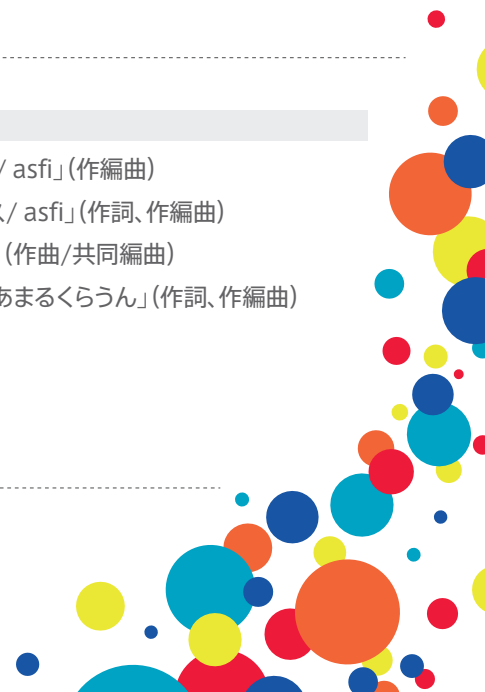 / asfi」（作編曲）
ス/ asfi」（作詞、作編曲）
」（作曲/共同編曲）
あまるくらうん」（作詞、作編曲）